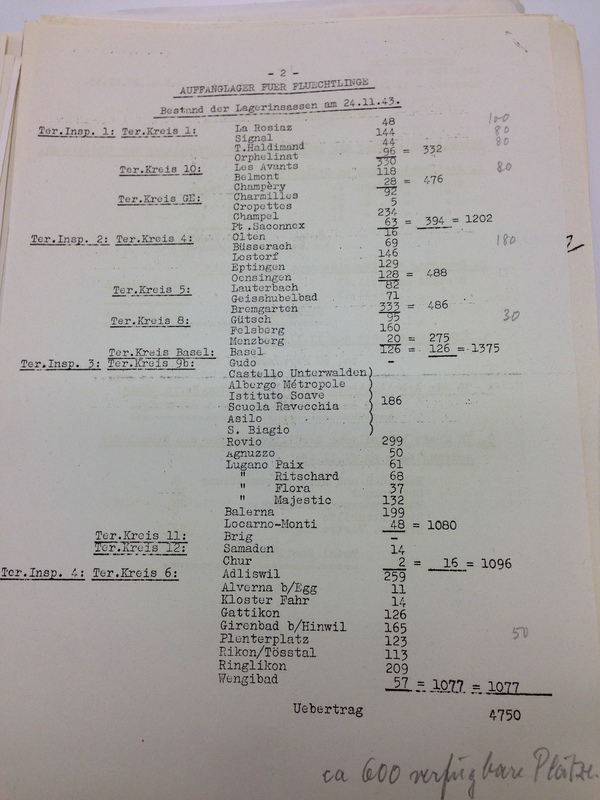 - 2 -
AUFFANGLAGER FUER FLUECHTLINGE
Bestand der Lagerinsassen am 24.11.43.
Ter.Insp. 1: Ter.Kreis 1: La Rosiaz 48 100
Signal 144 80
T.Haldimand 44 80
Orphelinat 96 = 332
Ter.Kreis 10: Les Avants 330 80
Belmont 118
Champèry 28 = 476
Ter.Kreis GE: Charmilles 92
Cropettes 5
Champel 234
Pt.Saconnex 63 = 394 = 1202
Ter.Insp. 2: Ter.Kreis 4: Olten 16 180
Büsserach 69
Lostorf 146
Eptingen 129
Oensingen 128 = 488
Ter.Kreis 5: Lauterbach 82
Geisshubelbad 71
Bremgarten 333 = 486
Ter.Kreis 8: Gütsch 95 30
Felsberg 160
Menzberg 20 = 275
Ter.Kreis Basel: Basel 126 = 126 = 1375
Ter.Insp. 3: Ter.Kreis 9b: Gudo -
Castello Unterwalden)
Albergo Métropole )
Istituto Soave )
Scuola Ravecchia ) 186
Asilo )
S. Biagio )
Rovio 299
Agnuzzo 50
Lugano Paix 61
" Ritschard 68
" Flora 37
" Majestic 132
Balerna 199
Locarno-Monti 48 = 1080
Ter.Kreis 11: Brig -
Ter.Kreis 12: Samaden 14
Chur 2 = 16 = 1096
Ter.Insp. 4: Ter.Kreis 6: Adliswil 259
Alverna b/Egg 11
Kloster Fahr 14
Gattikon 126
Girenbad b/Hinwil 165 50
Plenterplatz 123
Rikon/Tösstal 113
Ringlikon 209
Wengibad 57 = 1077 = 1077
Uebertrag 4750
ca 600 verfügbare Plätze.